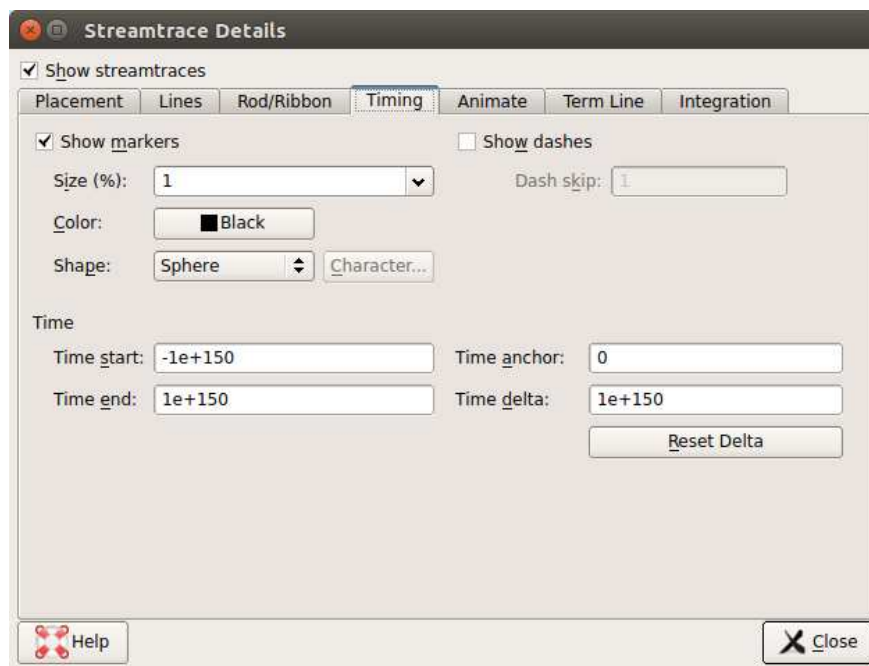 Streamtrace Details
Show streamtraces
Placement Lines Rod/Ribbon Timing Animate Term Line Integration
Show markers Show dashes
Size (%): 1 Dash skip: 1
Color: Black
Shape: Sphere Character...
Time
Time start: -1e+150 Time anchor: 0
Time end: 1e+150 Time delta: 1e+150
Reset Delta
Help Close